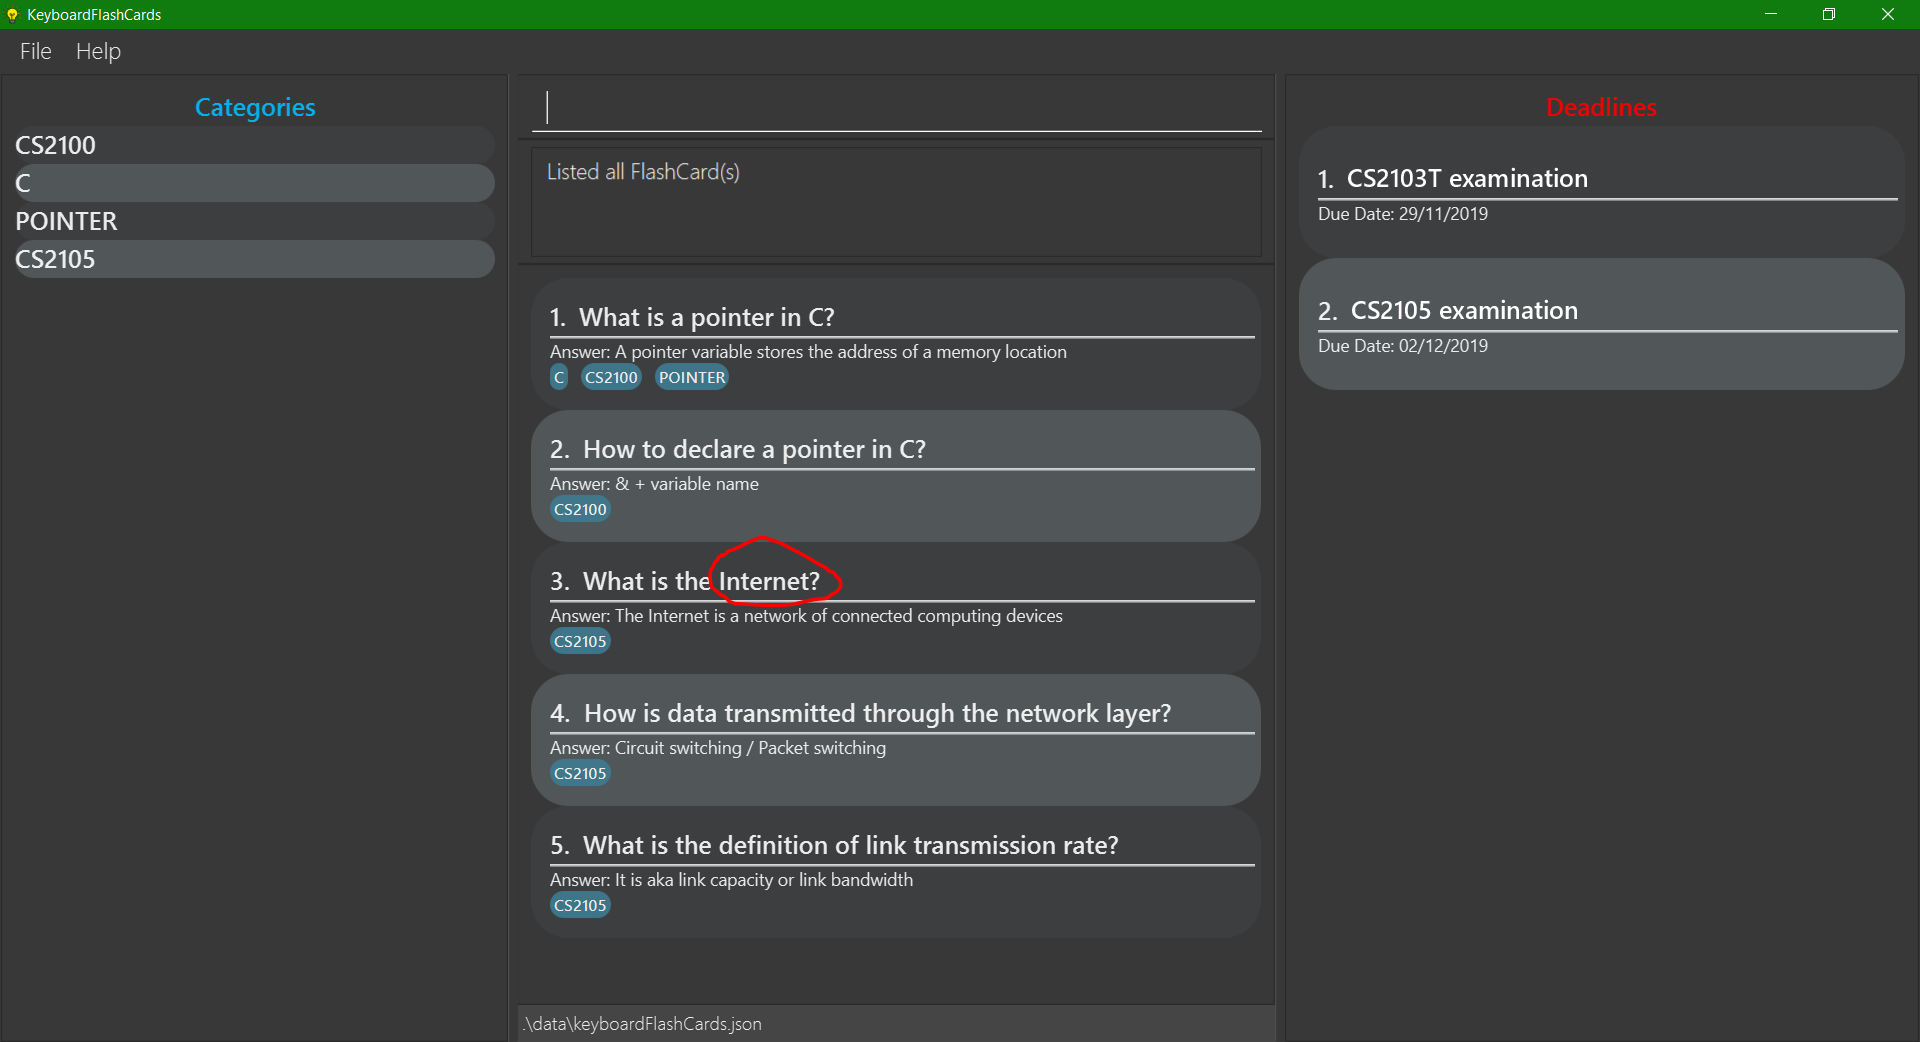 KeyboardFlashCards
File Help
Categories
CS2100
C
POINTER
CS2105
Listed all FlashCard(s)
1. What is a pointer in C?
Answer: A pointer variable stores the address of a memory location
C CS2100 POINTER
2. How to declare a pointer in C?
Answer: & + variable name
CS2100
3. What is the Internet?
Answer: The Internet is a network of connected computing devices
CS2105
4. How is data transmitted through the network layer?
Answer: Circuit switching / Packet switching
CS2105
5. What is the definition of link transmission rate?
Answer: It is aka link capacity or link bandwidth
CS2105
.\data\keyboardFlashCards.json
Deadlines
1. CS2103T examination
Due Date: 29/11/2019
2. CS2105 examination
Due Date: 02/12/2019